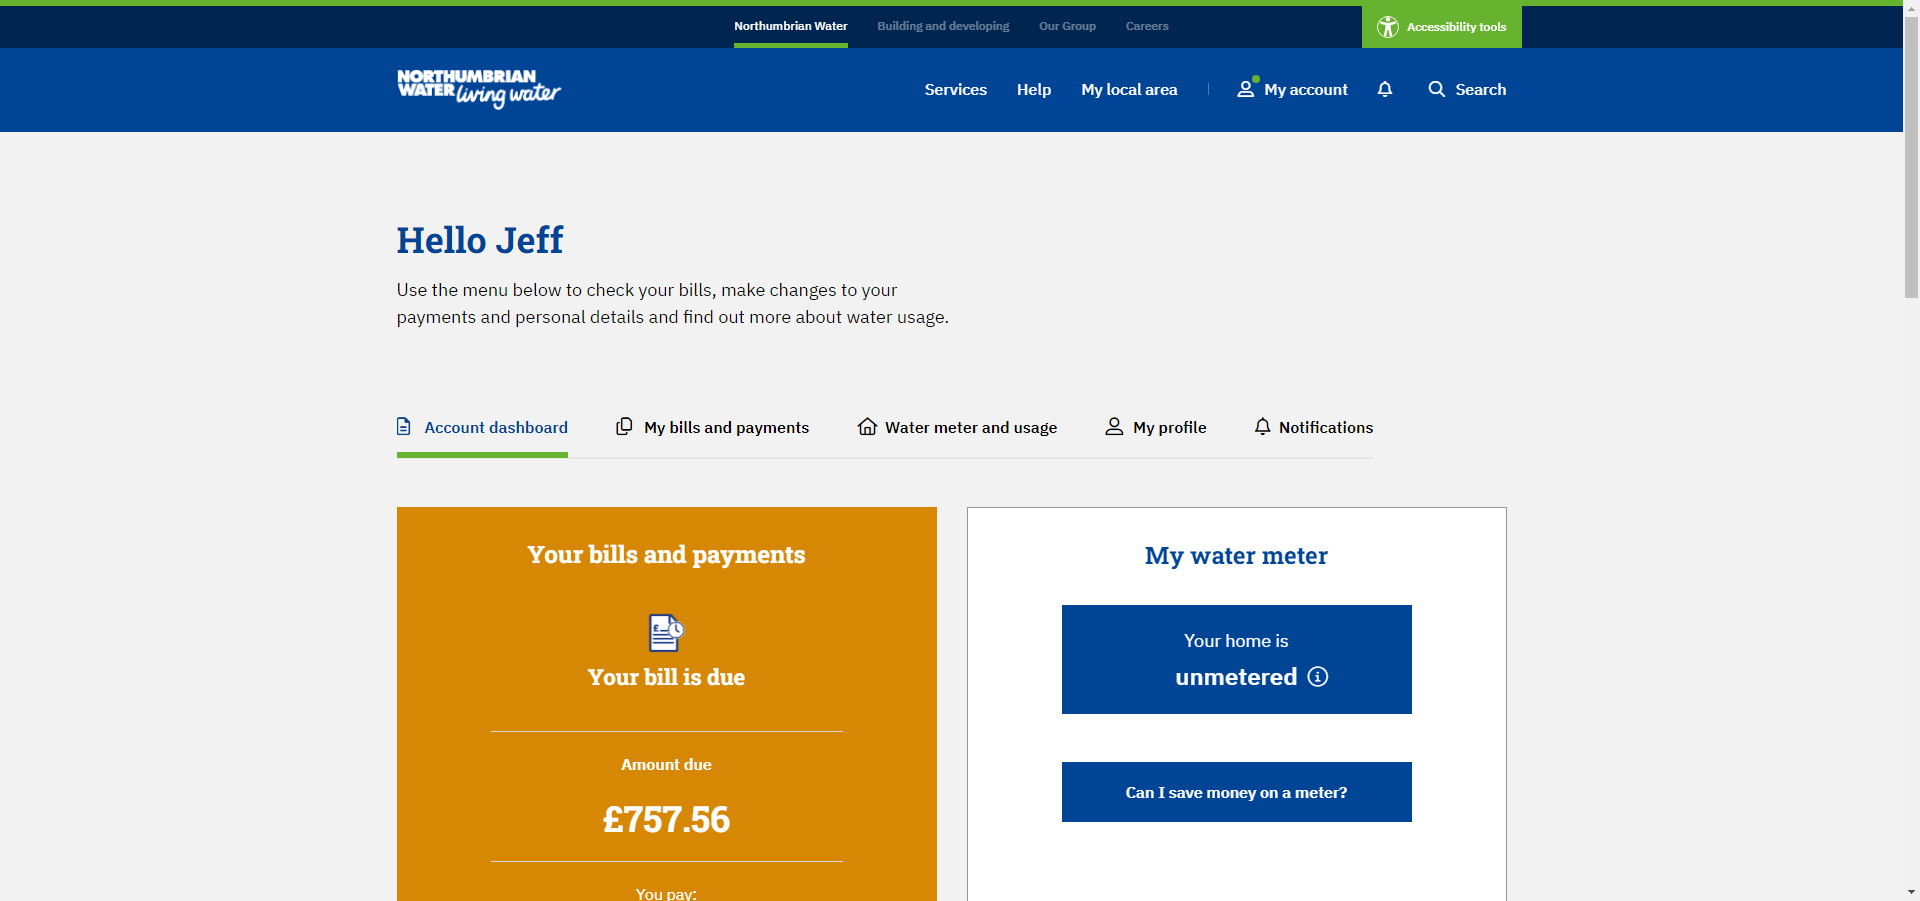 Northumbrian Water Building and developing Our Group Careers Accessibility tools
NORTHUMBRIAN
WATER living water
Services Help My local area My account Search
Hello Jeff
Use the menu below to check your bills, make changes to your
payments and personal details and find out more about water usage.
Account dashboard My bills and payments Water meter and usage My profile Notifications
Your bills and payments
Your bill is due
Amount due
£757.56
You pay:
My water meter
Your home is
unmetered
Can I save money on a meter?